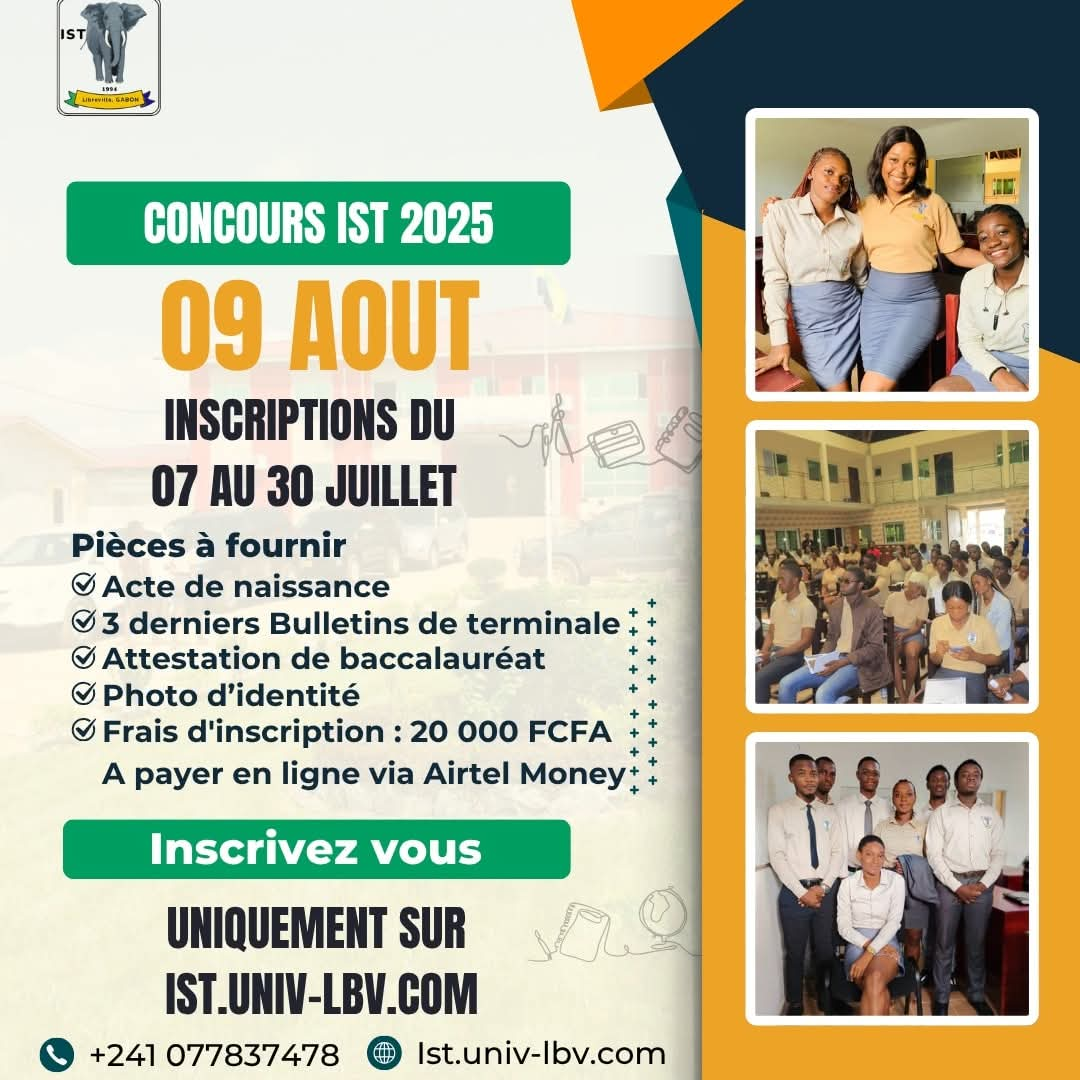 IST
1994
Libreville, GABON
CONCOURS IST 2025
09 AOUT
INSCRIPTIONS DU
07 AU 30 JUILLET
Pièces à fournir
Acte de naissance
3 derniers Bulletins de terminale
Attestation de baccalauréat
Photo d'identité
Frais d'inscription : 20 000 FCFA
A payer en ligne via Airtel Money
Inscrivez vous
UNIQUEMENT SUR
IST.UNIV-LBV.COM
+241 077837478
Ist.univ-lbv.com